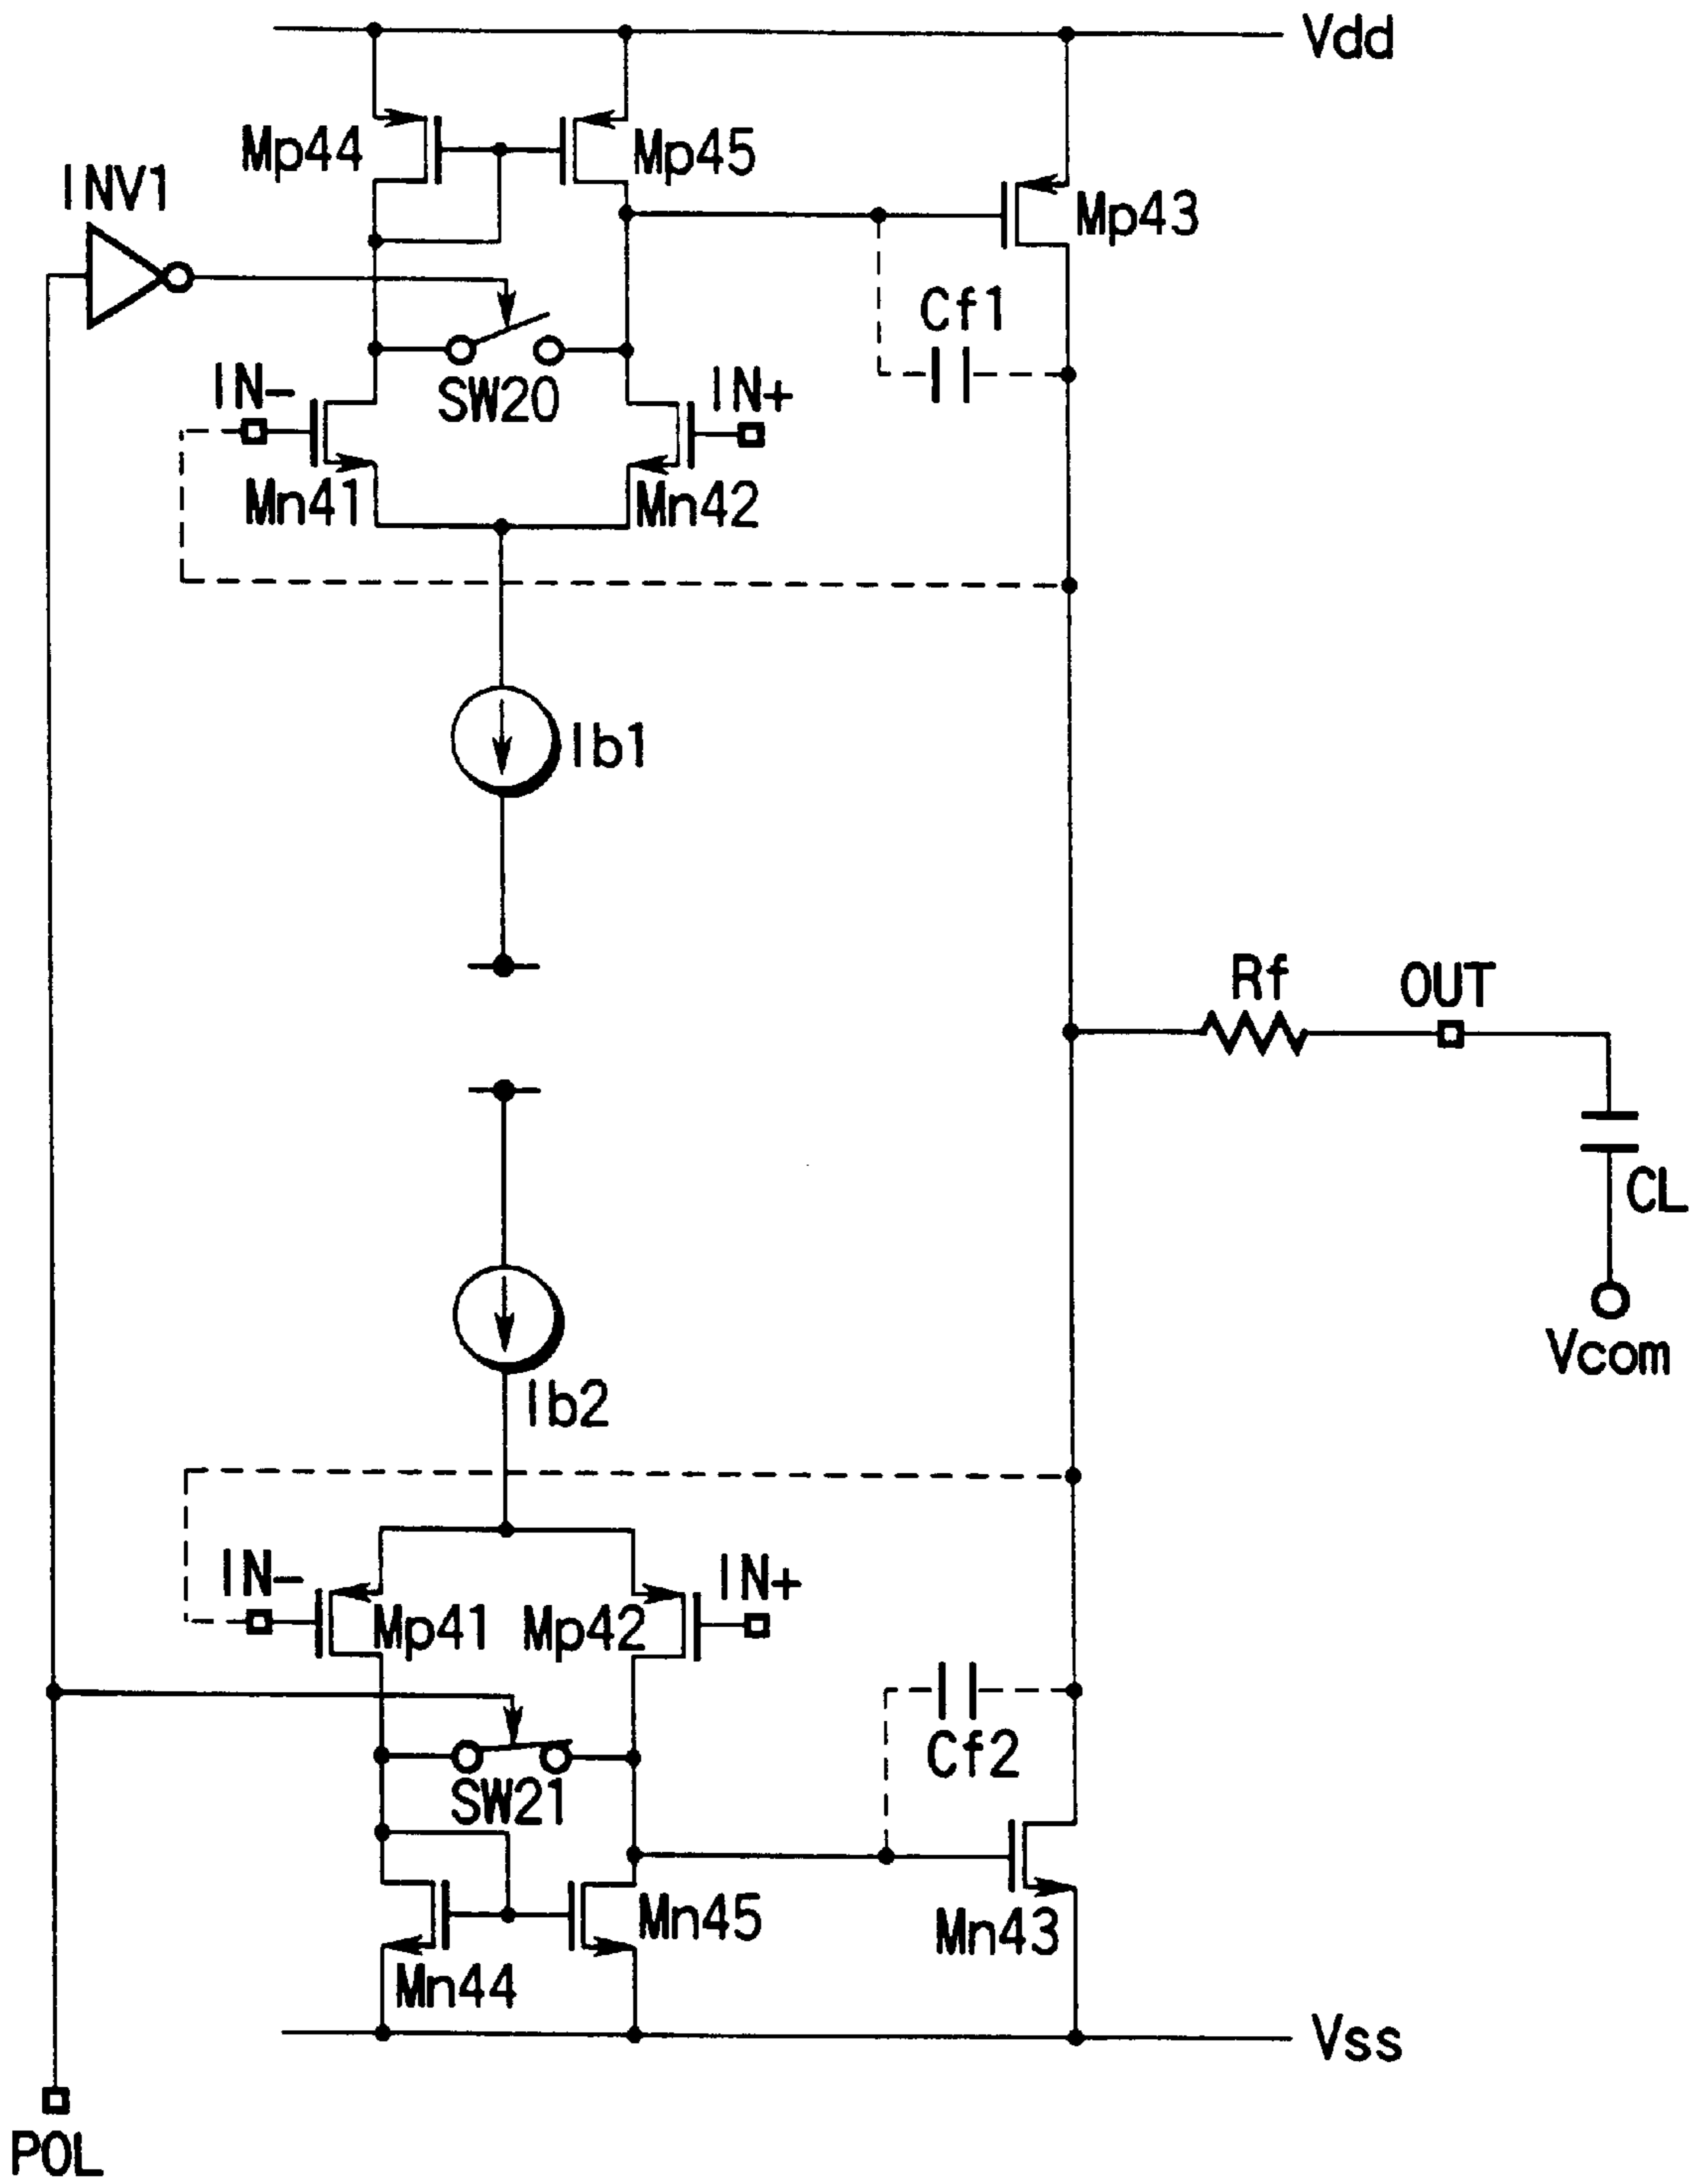 Vdd
Mp44
Mp45
INV1
Mp43
Cf1
IN-
SW20
IN+
Mn41
Mn42
Ib1
Rf
OUT
CL
Vcom
Ib2
IN-
IN+
Mp41
Mp42
Cf2
SW21
Mn45
Mn43
Mn44
Vss
POL